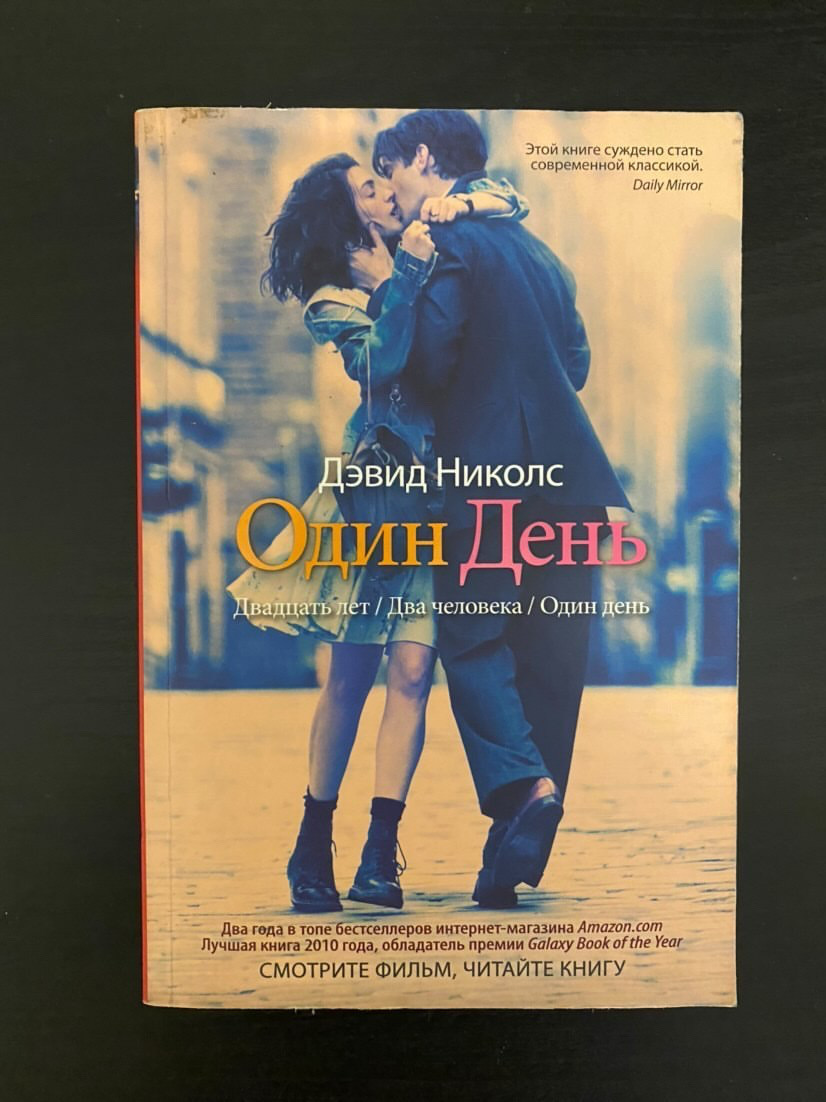 Этой книге суждено стать
современной классикой.
Daily Mirror
Дэвид Николс
Один День
Двадцать лет / Два человека / Один день
Два года в топе бестселлеров интернет-магазина Amazon.com
Лучшая книга 2010 года, обладатель премии Galaxy Book of the Year
СМОТРИТЕ ФИЛЬМ, ЧИТАЙТЕ КНИГУ